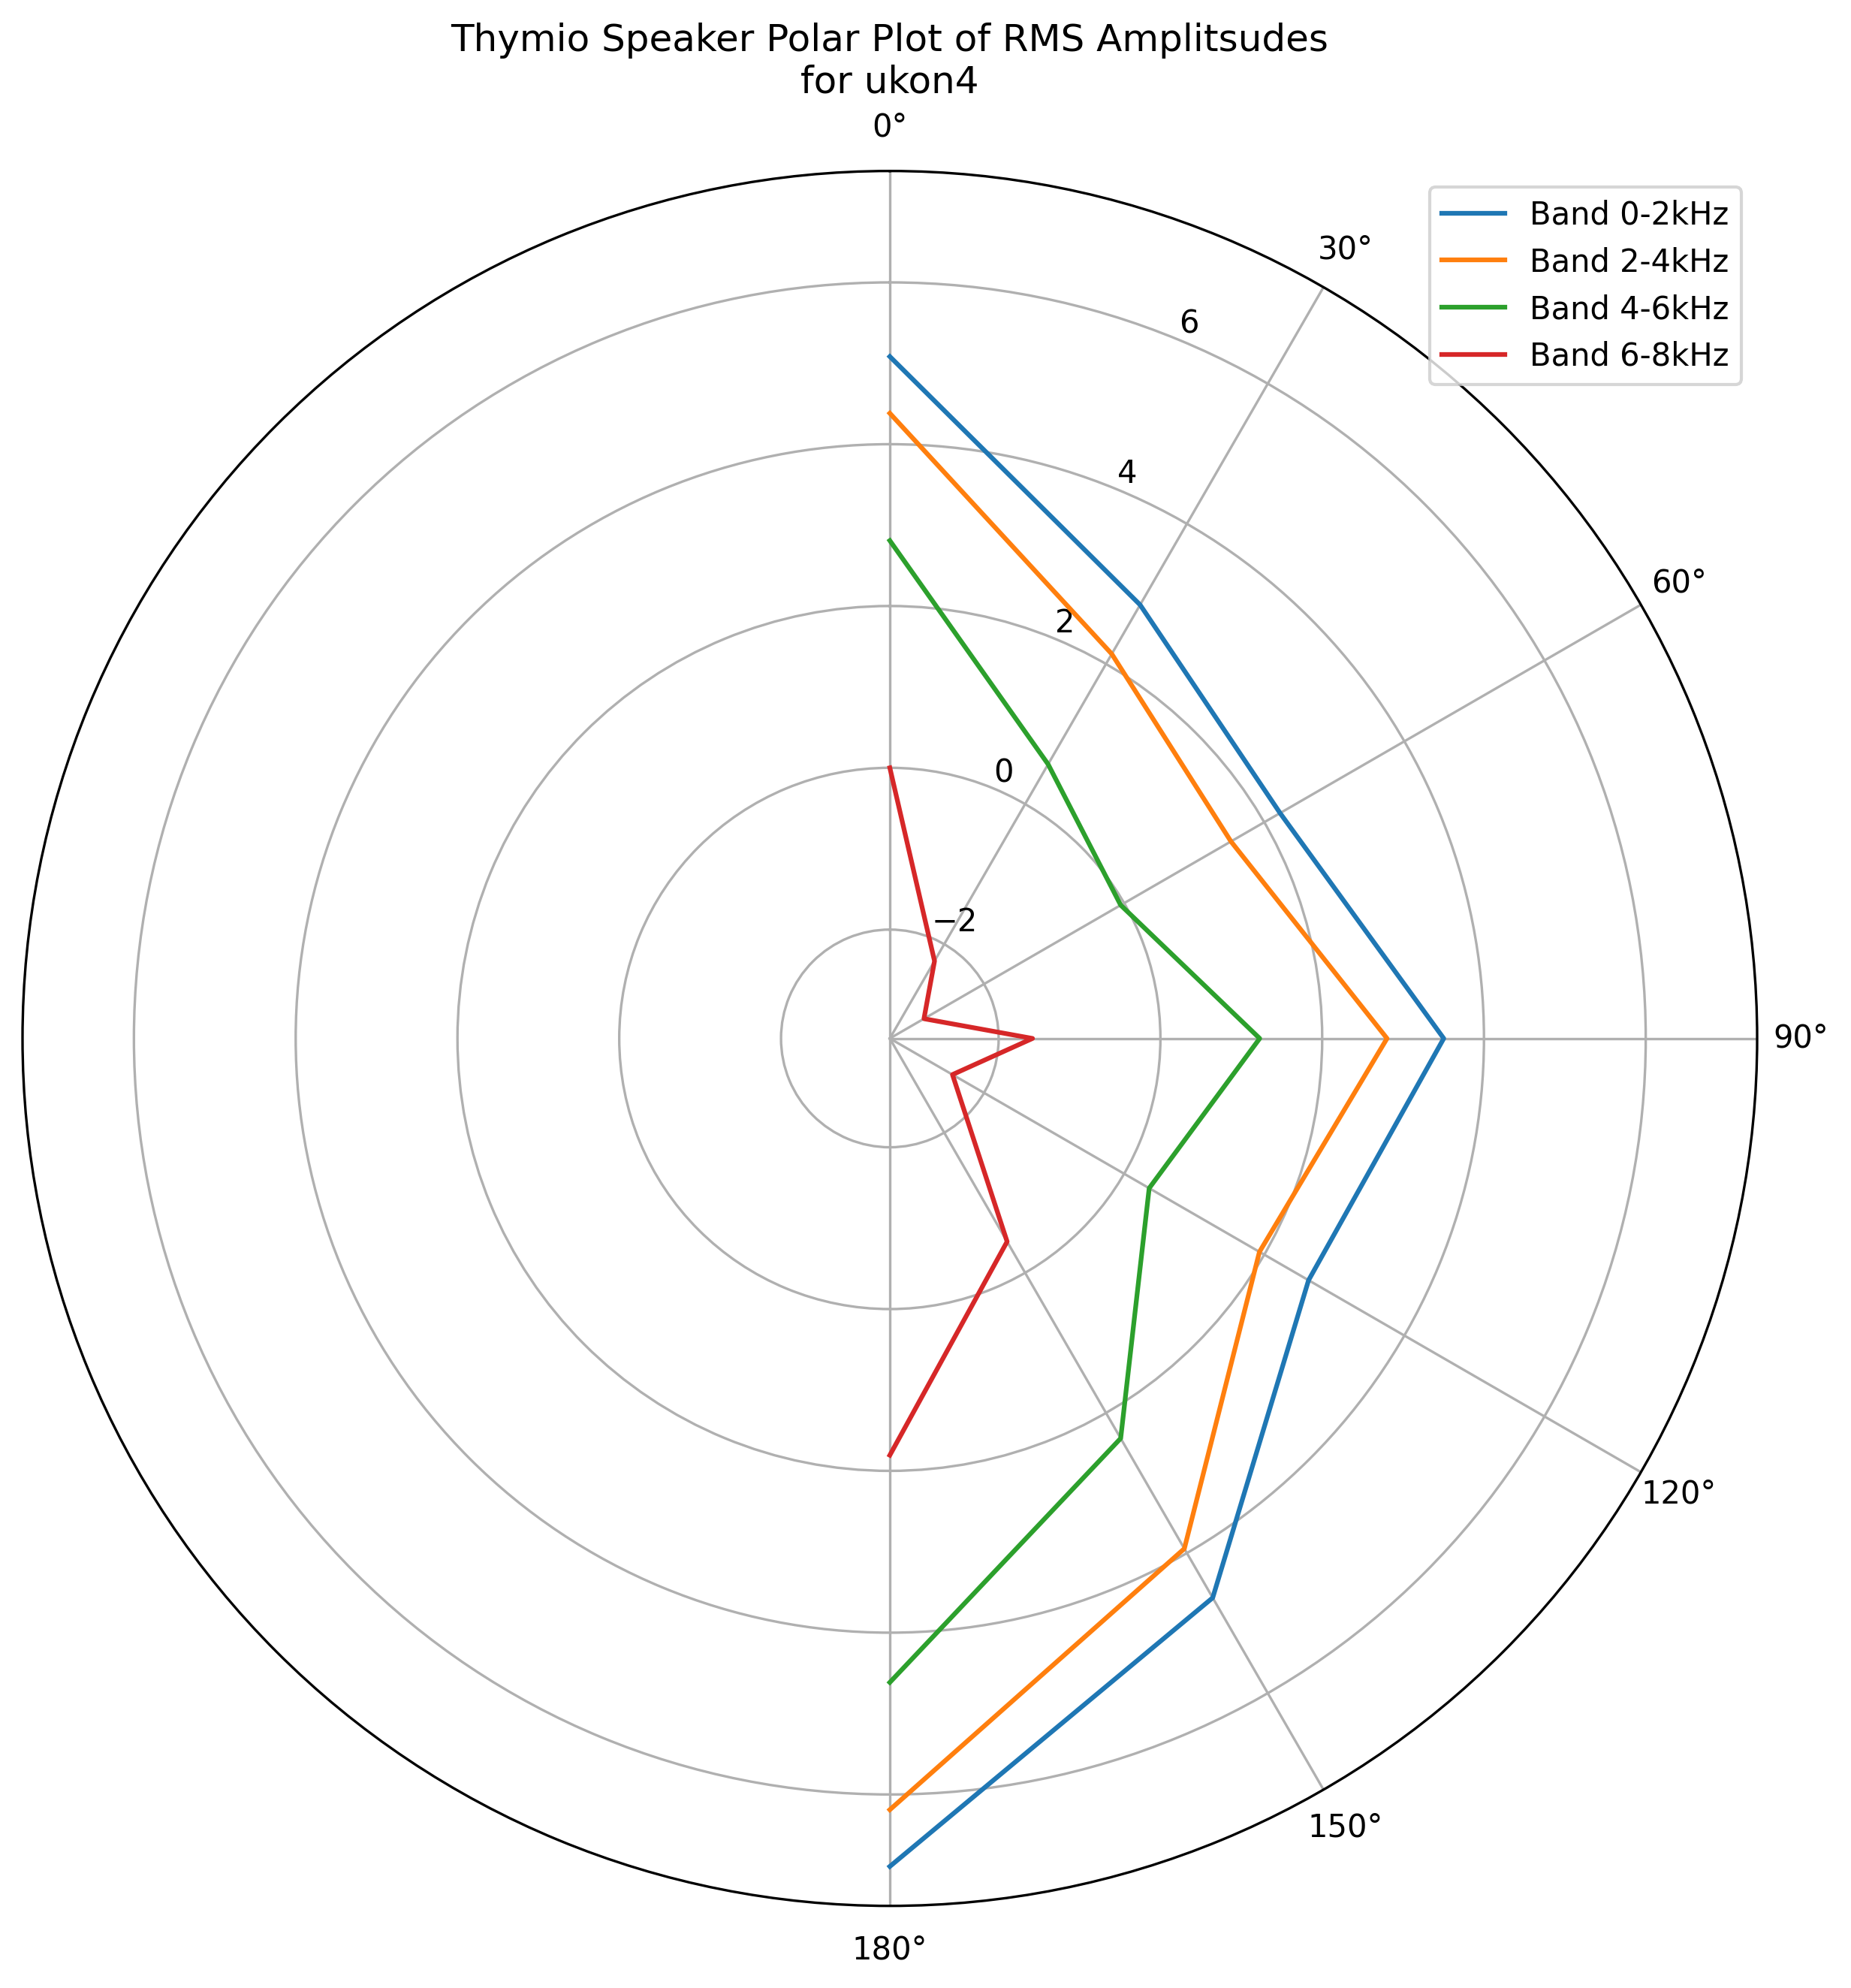 Thymio Speaker Polar Plot of RMS Amplitsudes
for ukon4
0°
30°
60°
90°
120°
150°
180°
6
4
2
0
−2
Band 0-2kHz
Band 2-4kHz
Band 4-6kHz
Band 6-8kHz